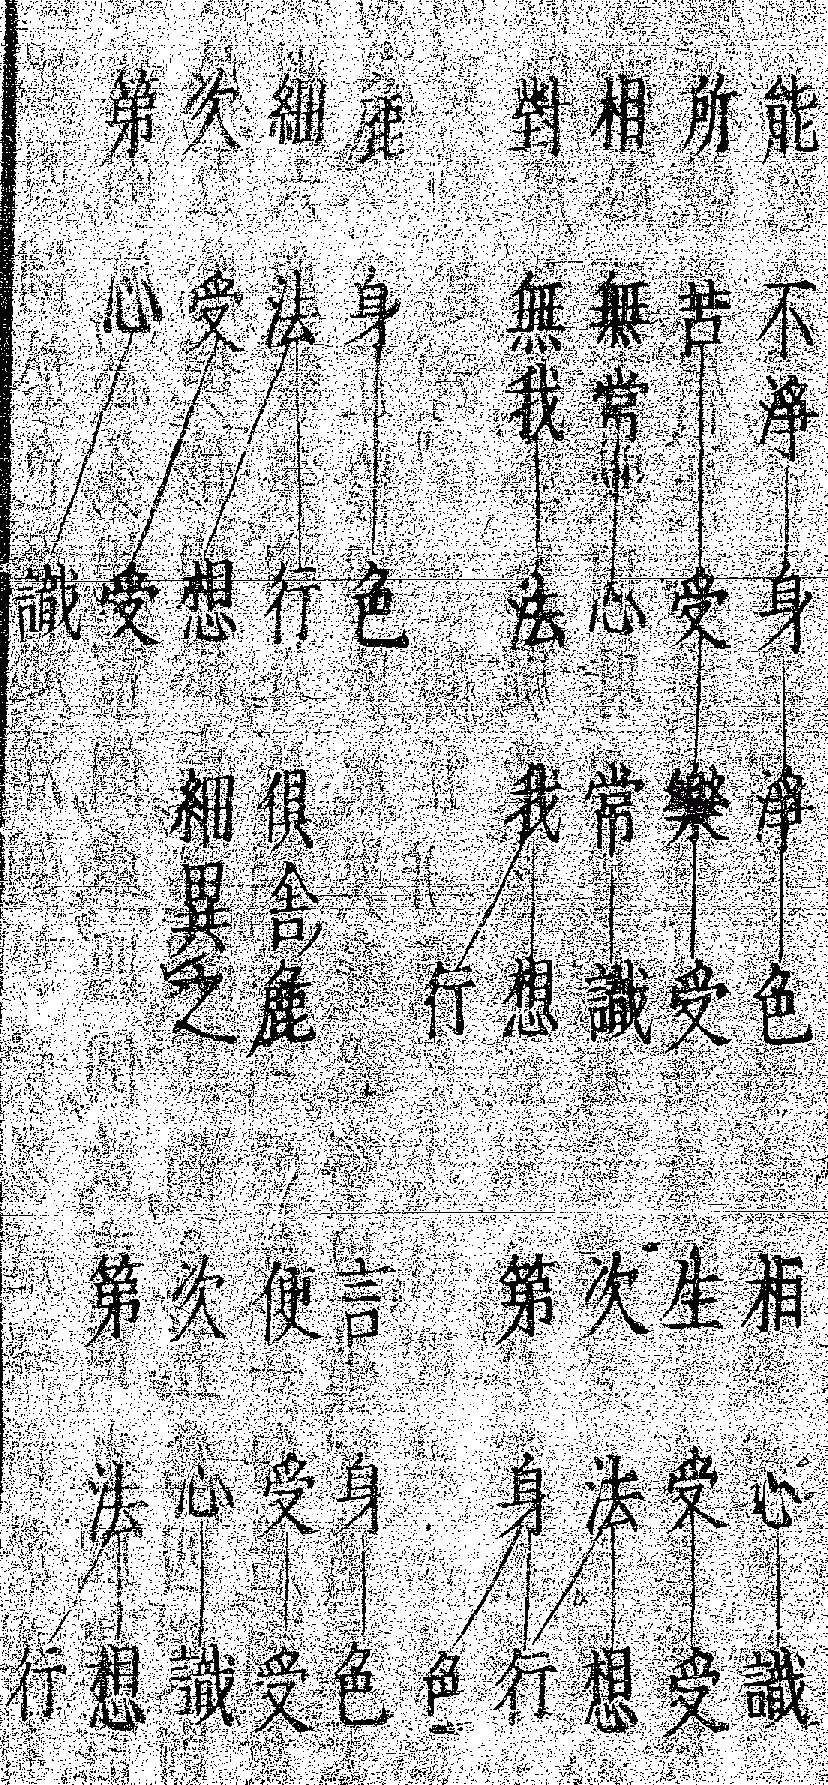 能所相對
不淨
苦
無常
無我
身受心法
淨樂常我
色受識想行
麁細次第
身法受心
色行想受識
俱舍麁
細異之
相生次第
心受法身
識受想行色
言便次第
身受心法
色受識想行